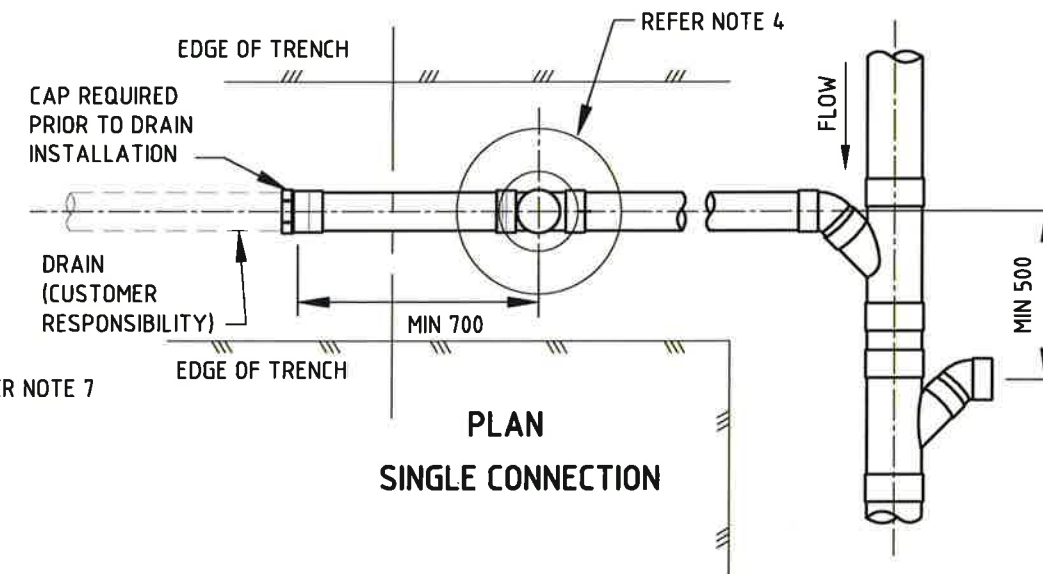 REFER NOTE 4
EDGE OF TRENCH
CAP REQUIRED
PRIOR TO DRAIN
INSTALLATION
FLOW
DRAIN
(CUSTOMER
RESPONSIBILITY)
MIN 700
MIN 500
EDGE OF TRENCH
ER NOTE 7
PLAN
SINGLE CONNECTION